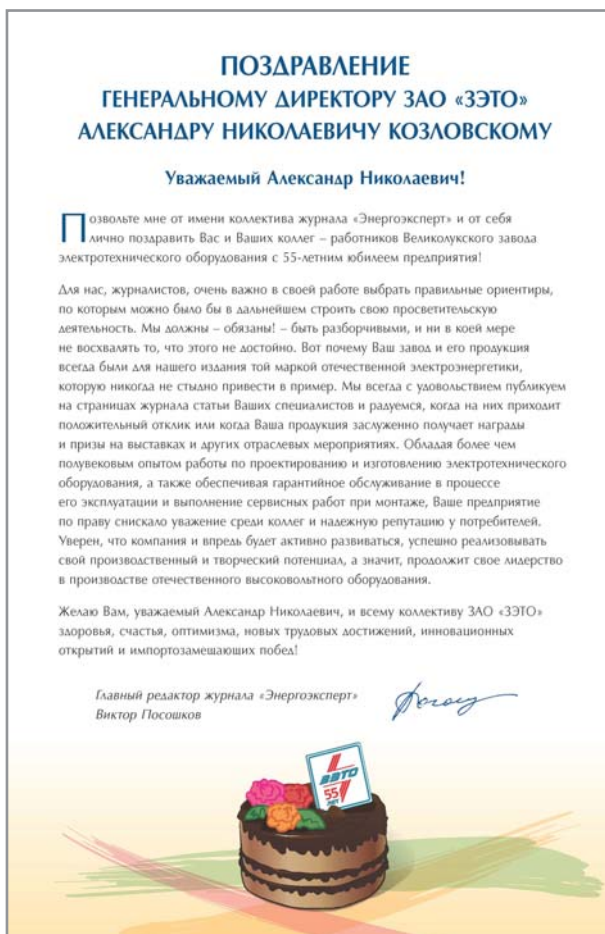 ПОЗДРАВЛЕНИЕ
ГЕНЕРАЛЬНОМУ ДИРЕКТОРУ ЗАО «ЗЭТО»
АЛЕКСАНДРУ НИКОЛАЕВИЧУ КОЗЛОВСКОМУ
Уважаемый Александр Николаевич!
Позвольте мне от имени коллектива журнала «Энергоэксперт» и от себя
лично поздравить Вас и Ваших коллег – работников Великолукского завода
электротехнического оборудования с 55-летним юбилеем предприятия!
Для нас, журналистов, очень важно в своей работе выбрать правильные ориентиры,
по которым можно было бы в дальнейшем строить свою просветительскую
деятельность. Мы должны – обязаны! – быть разборчивыми, и ни в коей мере
не восхвалять то, что этого не достойно. Вот почему Ваш завод и его продукция
всегда были для нашего издания той маркой отечественной электроэнергетики,
которую никогда не стыдно привести в пример. Мы всегда с удовольствием публикуем
на страницах журнала статьи Ваших специалистов и радуемся, когда на них приходит
положительный отклик или когда Ваша продукция заслуженно получает награды
и призы на выставках и других отраслевых мероприятиях. Обладая более чем
полувековым опытом работы по проектированию и изготовлению электротехнического
оборудования, а также обеспечивая гарантийное обслуживание в процессе
его эксплуатации и выполнение сервисных работ при монтаже, Ваше предприятие
по праву снискало уважение среди коллег и надежную репутацию у потребителей.
Уверен, что компания и впредь будет активно развиваться, успешно реализовывать
свой производственный и творческий потенциал, а значит, продолжит свое лидерство
в производстве отечественного высоковольтного оборудования.
Желаю Вам, уважаемый Александр Николаевич, и всему коллективу ЗАО «ЗЭТО»
здоровья, счастья, оптимизма, новых трудовых достижений, инновационных
открытий и импортозамещающих побед!
Главный редактор журнала «Энергоэксперт»
Виктор Посошков
ЗЭТО
55
ЛЕТ